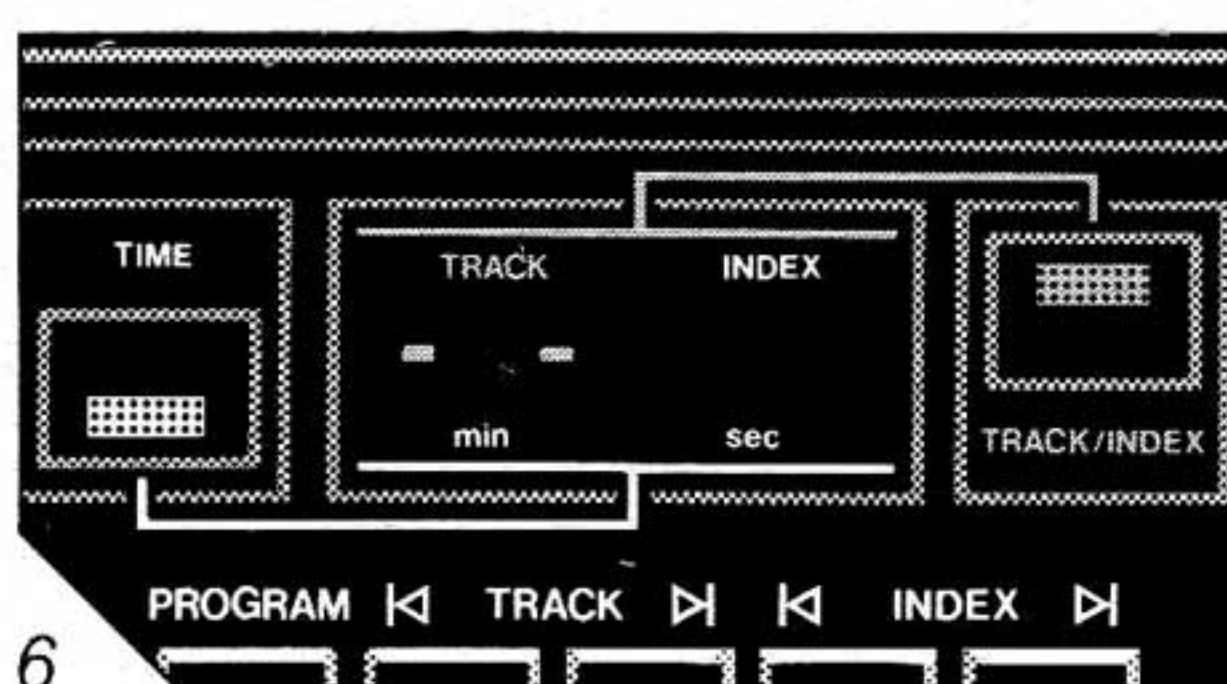 TIME
TRACK INDEX
- -
min sec
TRACK/INDEX
PROGRAM TRACK INDEX
6